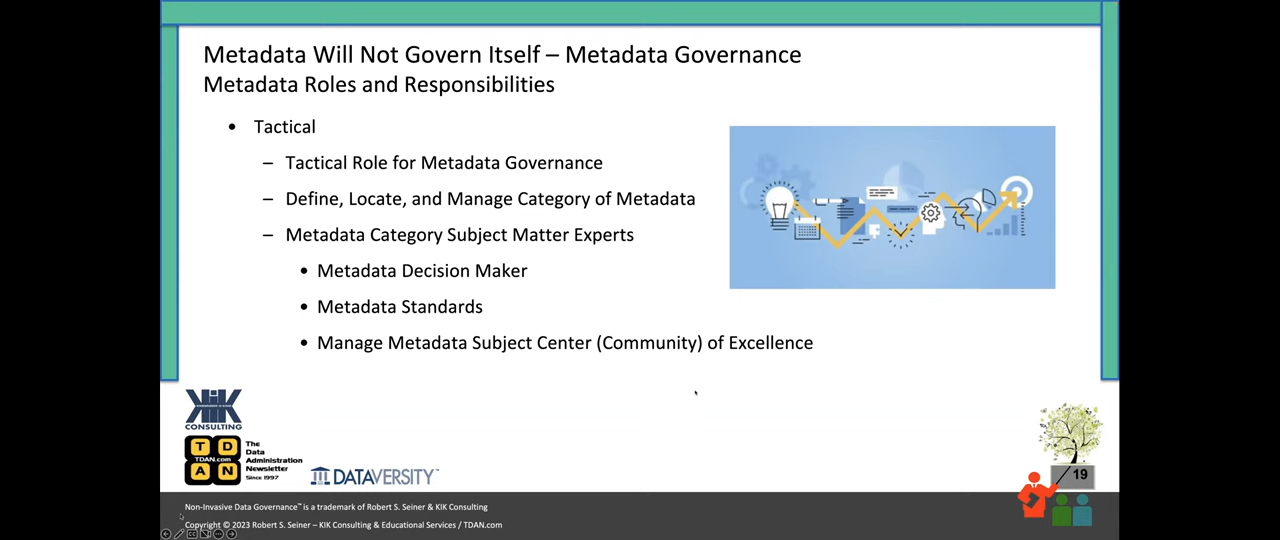 Metadata Will Not Govern Itself – Metadata Governance
Metadata Roles and Responsibilities
• Tactical
– Tactical Role for Metadata Governance
– Define, Locate, and Manage Category of Metadata
– Metadata Category Subject Matter Experts
• Metadata Decision Maker
• Metadata Standards
• Manage Metadata Subject Center (Community) of Excellence
KIK
CONSULTING
T D
TDAN.com
A N
The
Data
Administration
Newsletter
Since 1997
DATAVERSITY
19
Non-Invasive Data Governance™ is a trademark of Robert S. Seiner & KIK Consulting
Copyright © 2023 Robert S. Seiner – KIK Consulting & Educational Services / TDAN.com